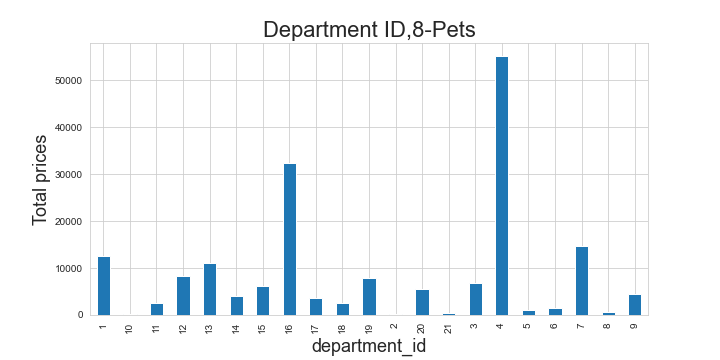 Department ID,8-Pets
Total prices
50000
40000
30000
20000
10000
0
1 10 11 12 13 14 15 16 17 18 19 2 20 21 3 4 5 6 7 8 9
department_id